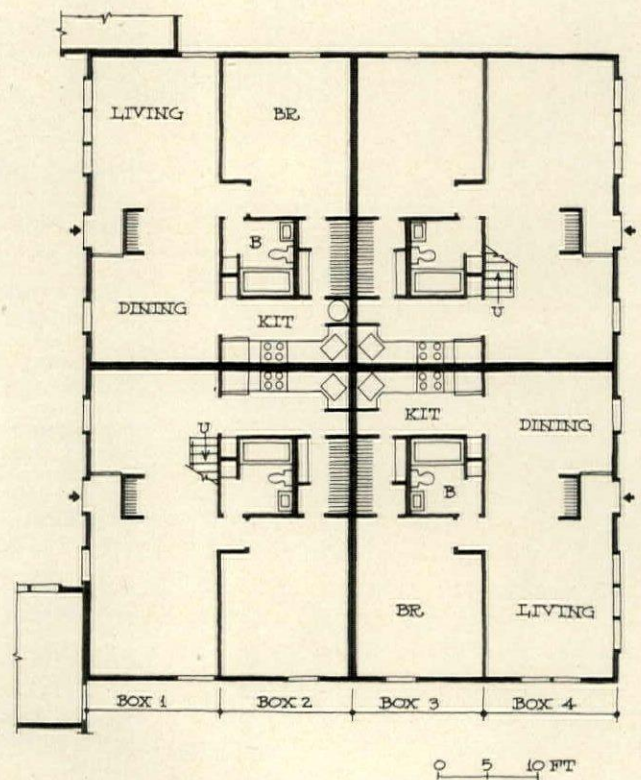 LIVING
BR
B
DINING
KIT
U
U
KIT
DINING
B
BR
LIVING
BOX 1
BOX 2
BOX 3
BOX 4
0 5 10 FT